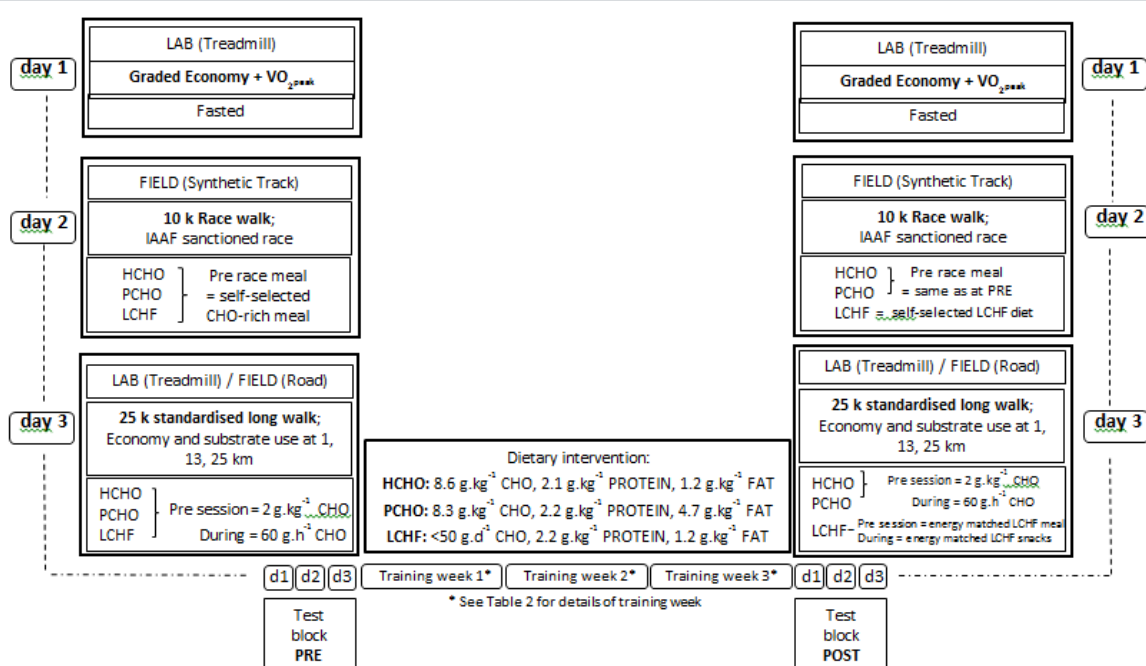 day 1
LAB (Treadmill)
Graded Economy + VO2peak
Fasted
day 2
FIELD (Synthetic Track)
10 k Race walk;
IAAF sanctioned race
HCHO
PCHO
LCHF
Pre race meal
= self-selected
CHO-rich meal
day 3
LAB (Treadmill) / FIELD (Road)
25 k standardised long walk;
Economy and substrate use at 1,
13, 25 km
HCHO
PCHO
LCHF
Pre session = 2 g.kg-1 CHO
During = 60 g.h-1 CHO
Dietary intervention:
HCHO: 8.6 g.kg-1 CHO, 2.1 g.kg-1 PROTEIN, 1.2 g.kg-1 FAT
PCHO: 8.3 g.kg-1 CHO, 2.2 g.kg-1 PROTEIN, 4.7 g.kg-1 FAT
LCHF: <50 g.d-1 CHO, 2.2 g.kg-1 PROTEIN, 1.2 g.kg-1 FAT
day 1
LAB (Treadmill)
Graded Economy + VO2peak
Fasted
day 2
FIELD (Synthetic Track)
10 k Race walk;
IAAF sanctioned race
HCHO
PCHO
Pre race meal
= same as at PRE
LCHF = self-selected LCHF diet
day 3
LAB (Treadmill) / FIELD (Road)
25 k standardised long walk;
Economy and substrate use at 1,
13, 25 km
HCHO
PCHO
Pre session = 2 g.kg-1 CHO
During = 60 g.h-1 CHO
LCHF–
Pre session = energy matched LCHF meal
During = energy matched LCHF snacks
d1 d2 d3 Training week 1* Training week 2* Training week 3* d1 d2 d3
* See Table 2 for details of training week
Test
block
PRE
Test
block
POST